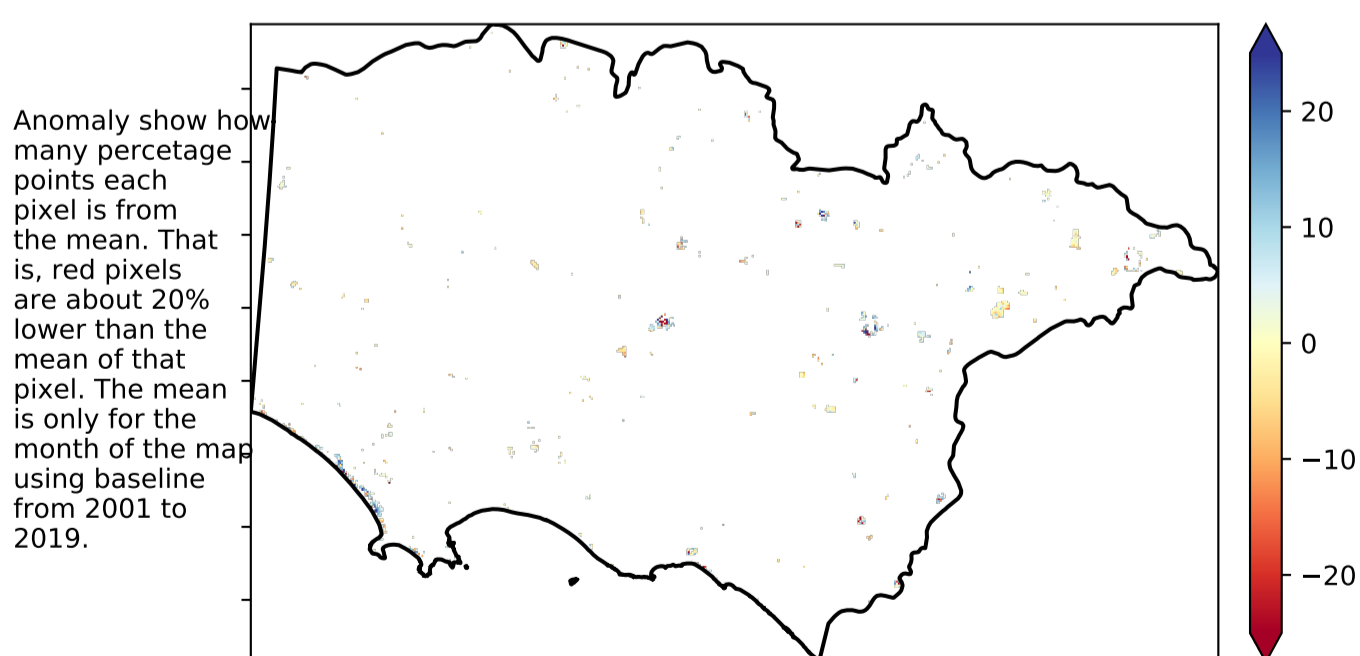 Anomaly show how
many percetage
points each
pixel is from
the mean. That
is, red pixels
are about 20%
lower than the
mean of that
pixel. The mean
is only for the
month of the map
using baseline
from 2001 to
2019.
20
10
0
−10
−20